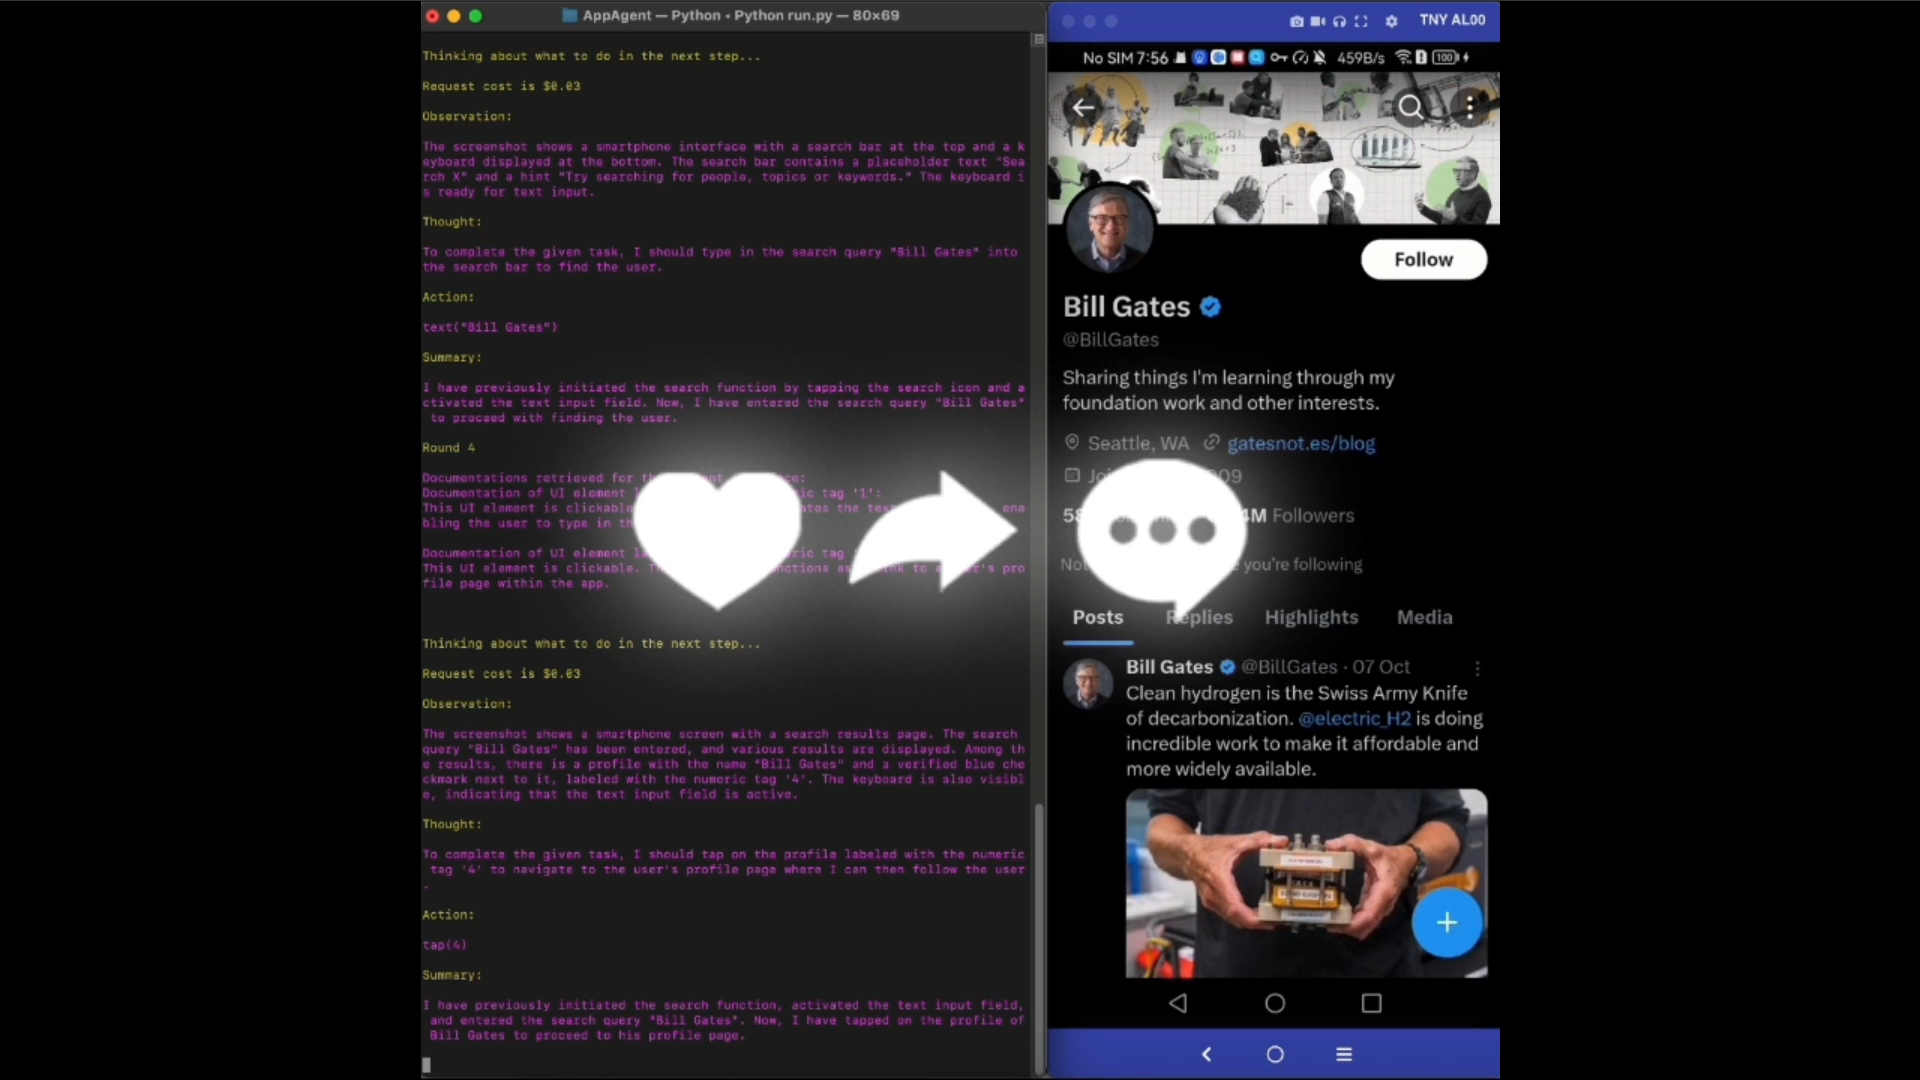 AppAgent — Python • Python run.py — 80×69
Thinking about what to do in the next step...
Request cost is $0.03
Observation:
The screenshot shows a smartphone interface with a search bar at the top and a k
eyboard displayed at the bottom. The search bar contains a placeholder text "Sea
rch X" and a hint "Try searching for people, topics or keywords." The keyboard i
s ready for text input.
Thought:
To complete the given task, I should type in the search query "Bill Gates" into
the search bar to find the user.
Action:
text("Bill Gates")
Summary:
I have previously initiated the search function by tapping the search icon and a
ctivated the text input field. Now, I have entered the search query "Bill Gates"
to proceed with finding the user.
Round 4
Documentations retrieved for
Documentation of UI element tag '1':
This UI element is clickable the ena
bling the user to type in
Documentation of UI element tag
This UI element is clickable. to pro
file page within the app.
Thinking about what to do in the next step...
Request cost is $0.03
Observation:
The screenshot shows a smartphone screen with a search results page. The search
query "Bill Gates" has been entered, and various results are displayed. Among th
e results, there is a profile with the name "Bill Gates" and a verified blue che
ckmark next to it, labeled with the numeric tag '4'. The keyboard is also visibl
e, indicating that the text input field is active.
Thought:
To complete the given task, I should tap on the profile labeled with the numeric
tag '4' to navigate to the user's profile page where I can then follow the user
.
Action:
tap(4)
Summary:
I have previously initiated the search function, activated the text input field,
and entered the search query "Bill Gates". Now, I have tapped on the profile of
Bill Gates to proceed to his profile page.
TNY AL00
No SIM 7:56 459B/s 100
Follow
Bill Gates
@BillGates
Sharing things I'm learning through my
foundation work and other interests.
Seattle, WA gatesnot.es/blog
Followers
you're following
Posts Replies Highlights Media
Bill Gates @BillGates · 07 Oct
Clean hydrogen is the Swiss Army Knife
of decarbonization. @electric_H2 is doing
incredible work to make it affordable and
more widely available.